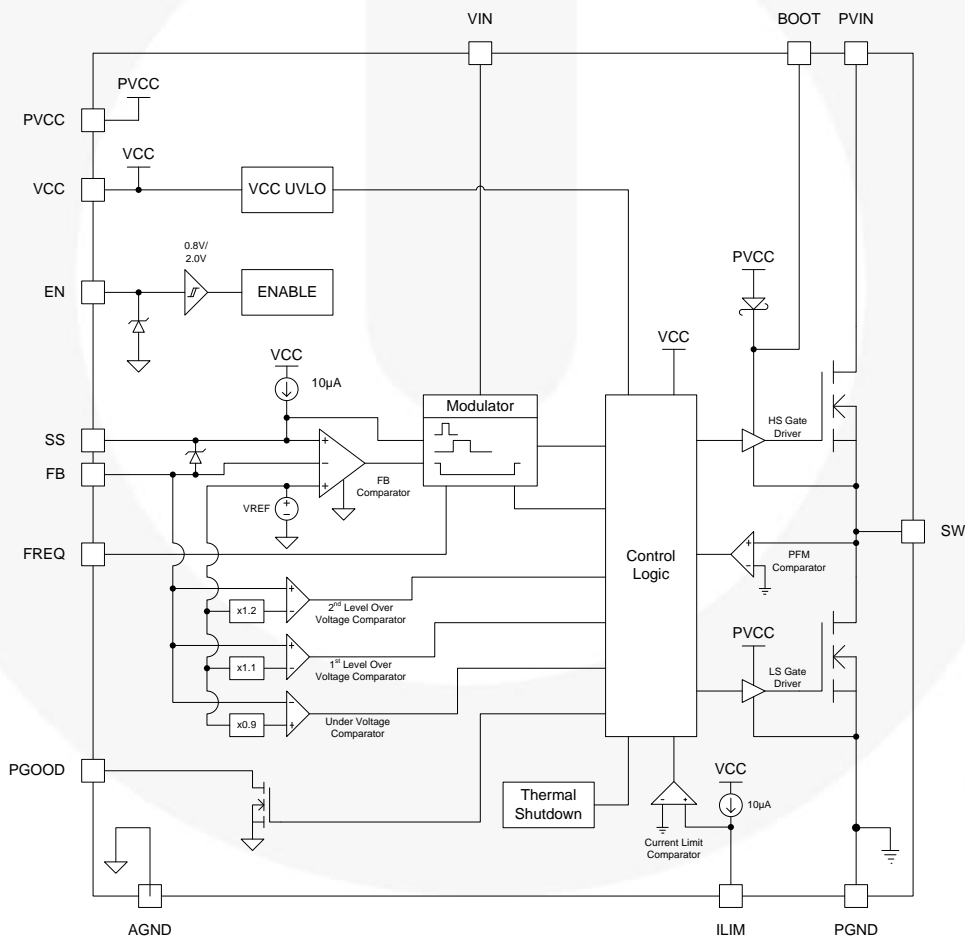 VIN
BOOT
PVIN
PVCC
PVCC
VCC
VCC
VCC UVLO
0.8V/
2.0V
EN
ENABLE
PVCC
VCC
10µA
VCC
Modulator
SS
FB
HS Gate
Driver
FB
Comparator
VREF
FREQ
SW
Control
Logic
PFM
Comparator
x1.2
2nd Level Over
Voltage Comparator
x1.1
1st Level Over
Voltage Comparator
PVCC
LS Gate
Driver
x0.9
Under Voltage
Comparator
PGOOD
Thermal
Shutdown
VCC
10µA
Current Limit
Comparator
AGND
ILIM
PGND